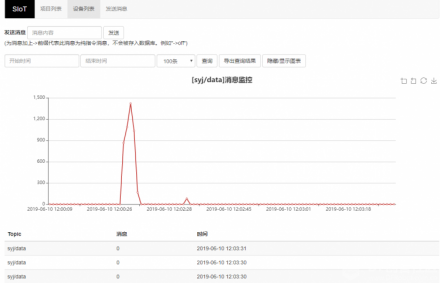 SIoT 项目列表 设备列表 发送消息
发送消息 消息内容 发送
(为消息加上"->"前缀代表此消息为纯指令消息，不会被存入数据库。例如"->off")
开始时间 结束时间 100条 查询 导出查询结果 隐藏/显示图表
[syj/data]消息监控
1,500
1,200
900
600
300
0
2019-06-10 12:00:09 2019-06-10 12:00:26 2019-06-10 12:02:28 2019-06-10 12:02:45 2019-06-10 12:03:01 2019-06-10 12:03:18
Topic 消息 时间
syj/data 0 2019-06-10 12:03:31
syj/data 0 2019-06-10 12:03:30
syj/data 0 2019-06-10 12:03:30